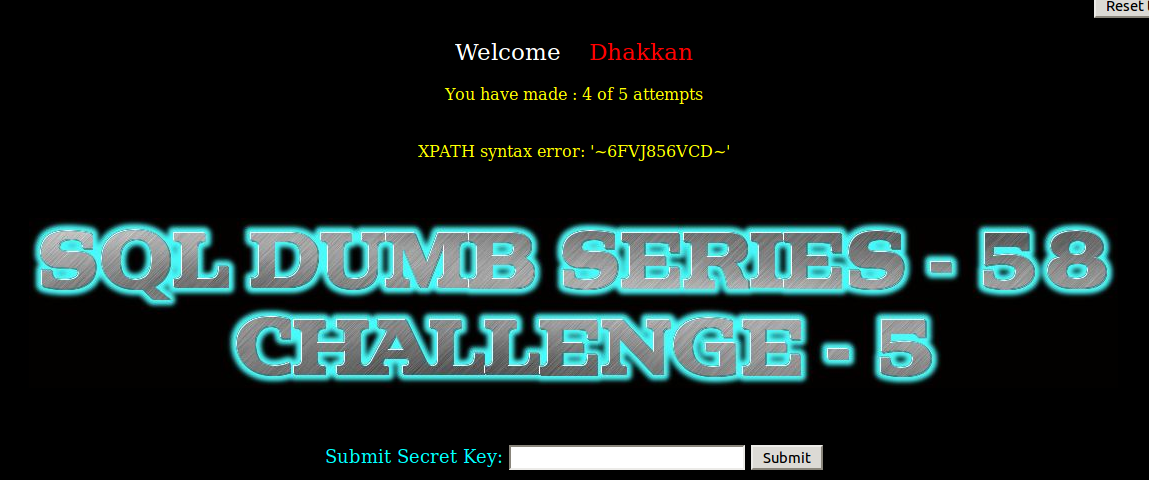 Reset
Welcome Dhakkan
You have made : 4 of 5 attempts
XPATH syntax error: '~6FVJ856VCD~'
SQL DUMB SERIES - 58
CHALLENGE - 5
Submit Secret Key: Submit